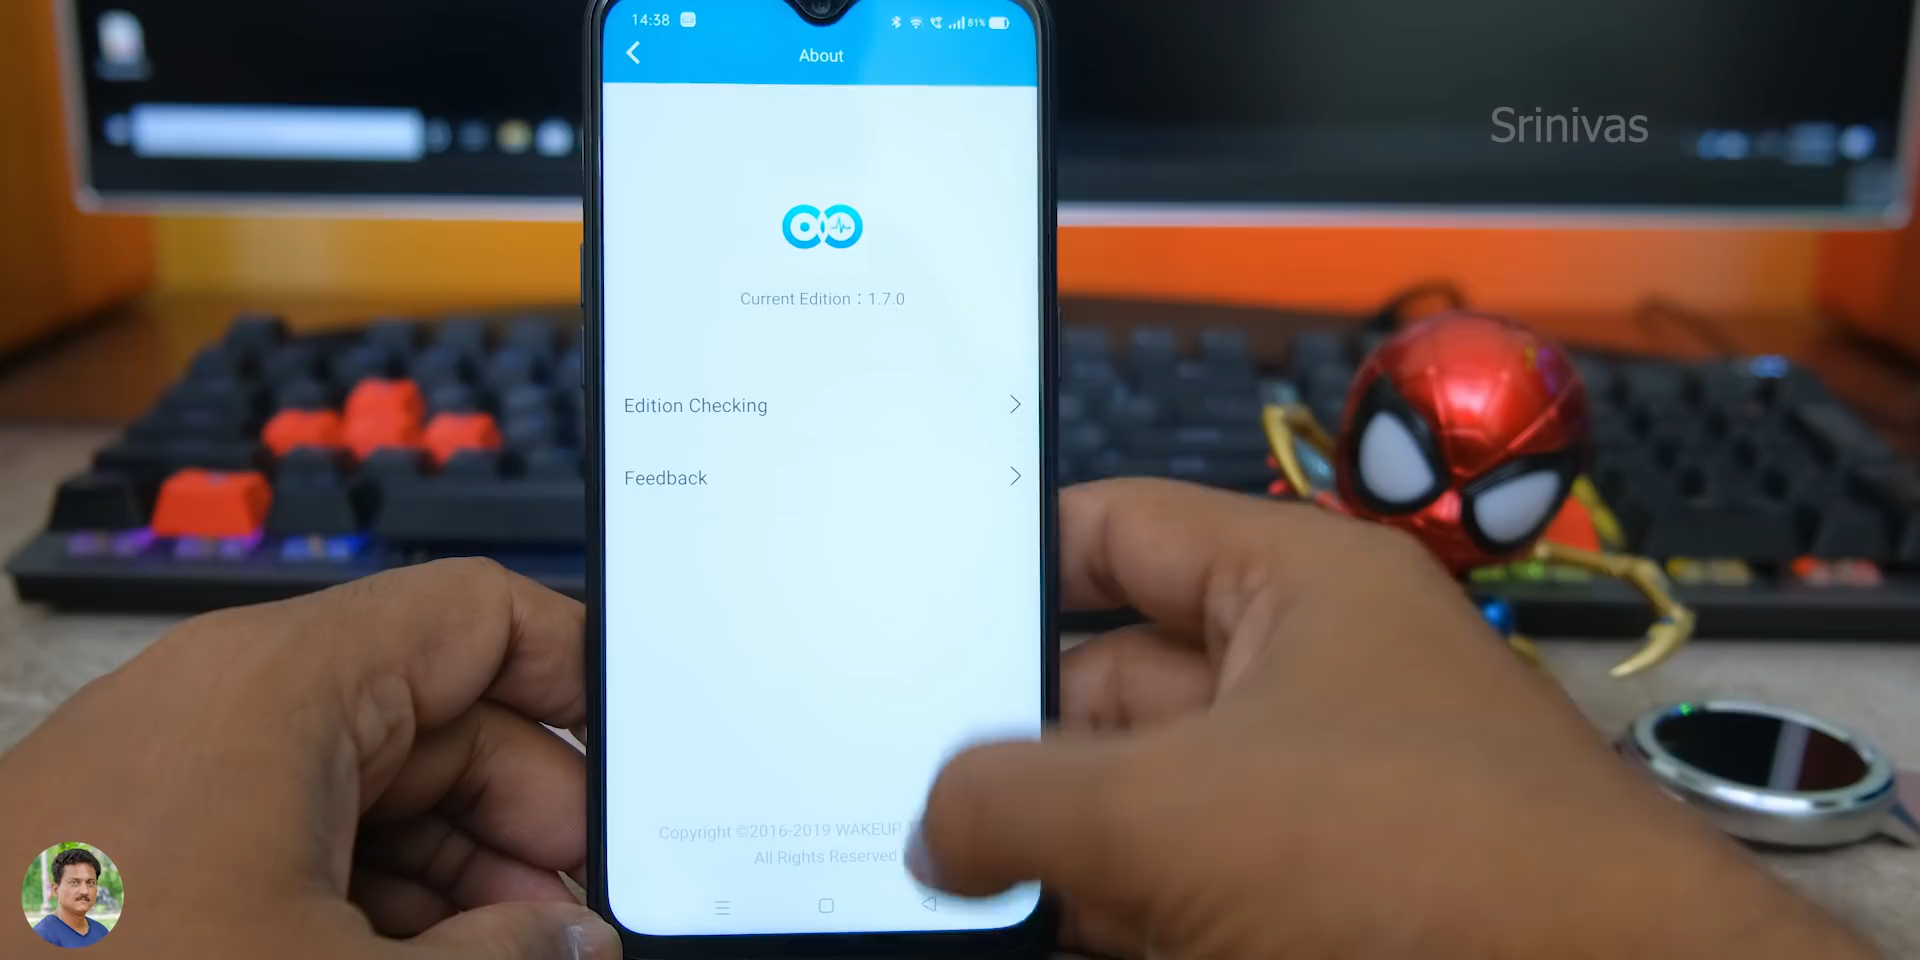 14:38
81%
About
Srinivas
Current Edition：1.7.0
Edition Checking
Feedback
Copyright ©2016-2019 WAKEUP
All Rights Reserved